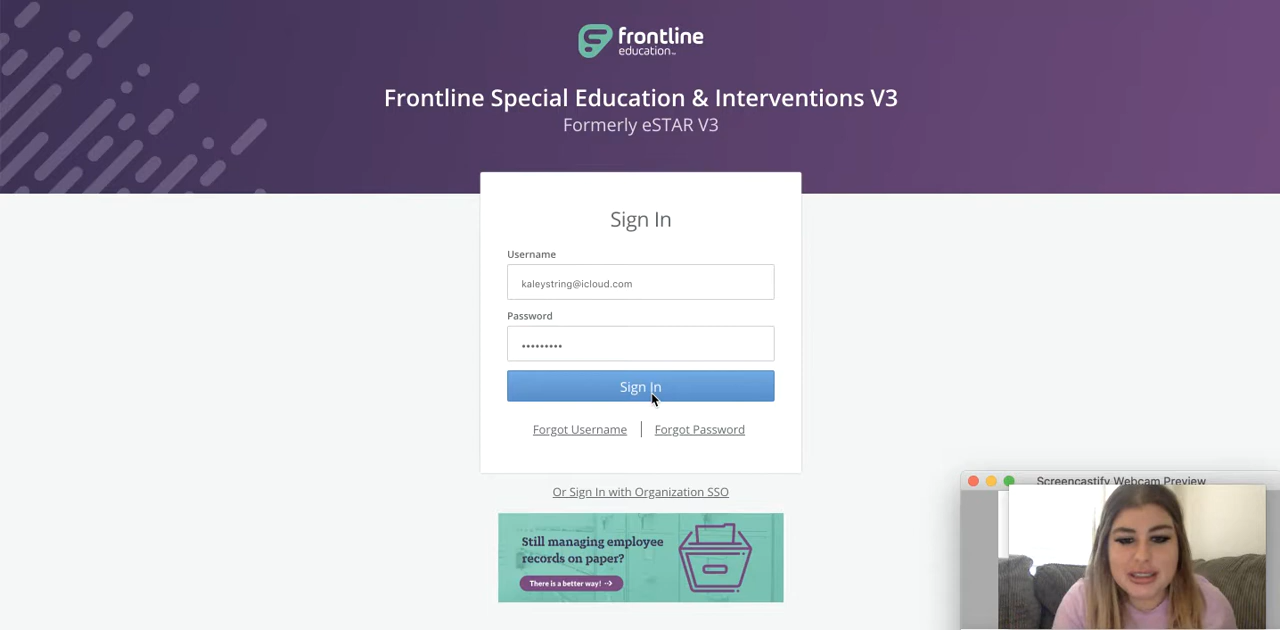 frontline
education
Frontline Special Education & Interventions V3
Formerly eSTAR V3
Sign In
Username
kaleystring@icloud.com
Password
•••••••••
Sign In
Forgot Username | Forgot Password
Or Sign In with Organization SSO
Still managing employee
records on paper?
There is a better way! →
Screencastify Webcam Preview